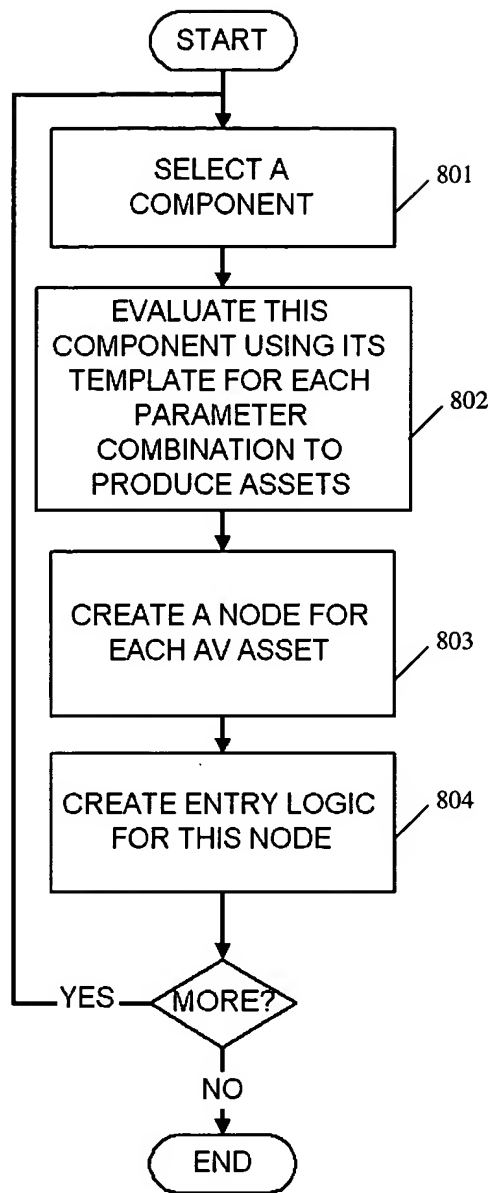 START
SELECT A
COMPONENT
801
EVALUATE THIS
COMPONENT USING ITS
TEMPLATE FOR EACH
PARAMETER
COMBINATION TO
PRODUCE ASSETS
802
CREATE A NODE FOR
EACH AV ASSET
803
CREATE ENTRY LOGIC
FOR THIS NODE
804
YES
MORE?
NO
END